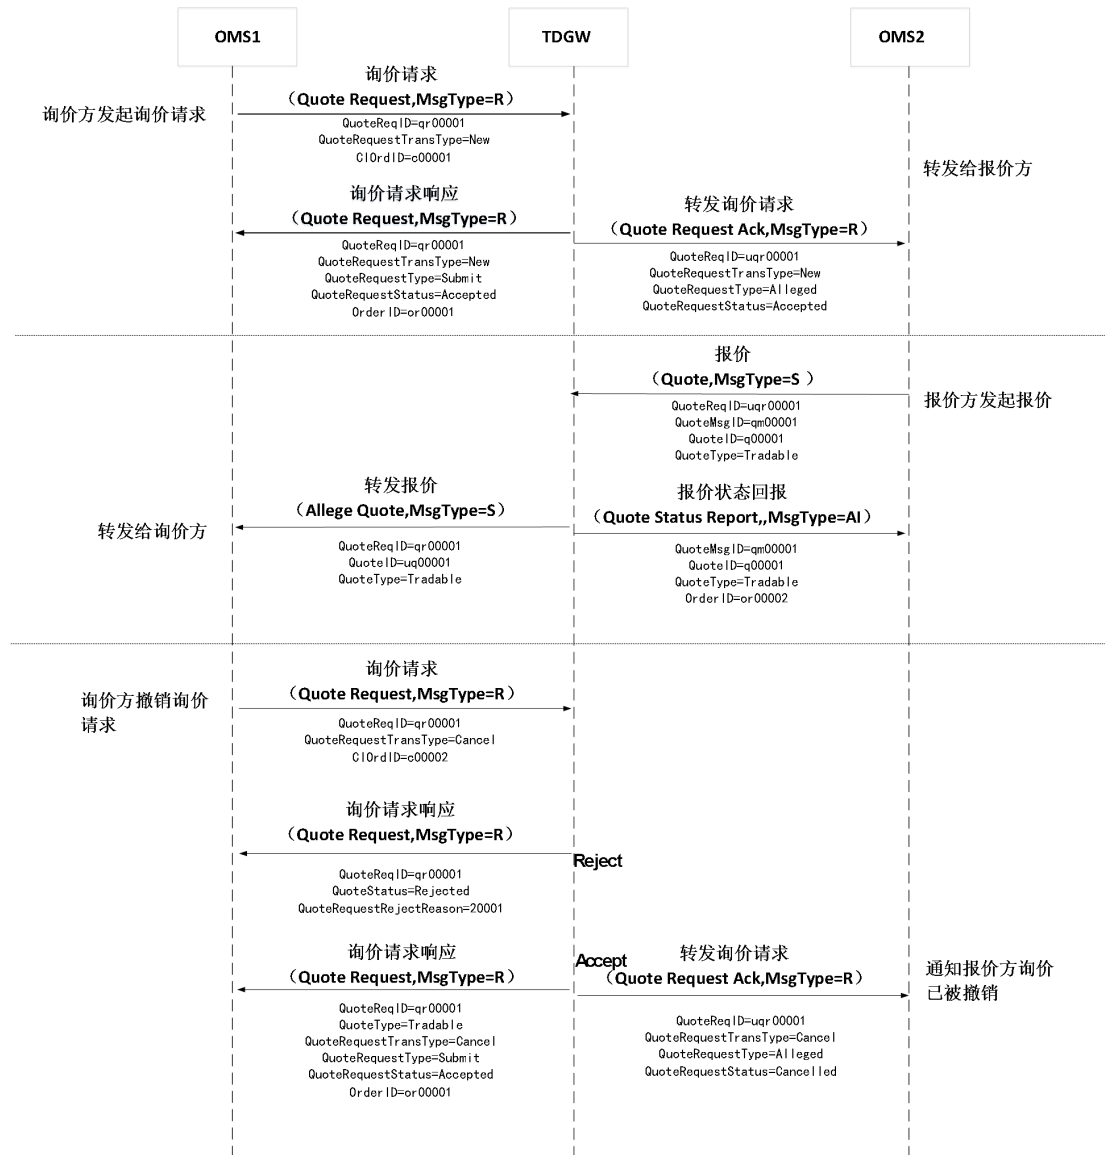 OMS1
TDGW
OMS2
询价方发起询价请求
询价请求
（Quote Request,MsgType=R）
QuoteReqID=qr00001
QuoteRequestTransType=New
ClOrdID=c00001
转发给报价方
询价请求响应
（Quote Request,MsgType=R）
QuoteReqID=qr00001
QuoteRequestTransType=New
QuoteRequestType=Submit
QuoteRequestStatus=Accepted
OrderID=or00001
转发询价请求
（Quote Request Ack,MsgType=R）
QuoteReqID=uqr00001
QuoteRequestTransType=New
QuoteRequestType=Alleged
QuoteRequestStatus=Accepted
报价
（Quote,MsgType=S ）
QuoteReqID=uqr00001
QuoteMsgID=qm00001
QuoteID=q00001
QuoteType=Tradable
报价方发起报价
转发给询价方
转发报价
（Allege Quote,MsgType=S）
QuoteReqID=qr00001
QuoteID=uq00001
QuoteType=Tradable
报价状态回报
（Quote Status Report,,MsgType=AI）
QuoteMsgID=qm00001
QuoteID=q00001
QuoteType=Tradable
OrderID=or00002
询价方撤销询价
请求
询价请求
（Quote Request,MsgType=R）
QuoteReqID=qr00001
QuoteRequestTransType=Cancel
ClOrdID=c00002
询价请求响应
（Quote Request,MsgType=R）
Reject
QuoteReqID=qr00001
QuoteStatus=Rejected
QuoteRequestRejectReason=20001
询价请求响应
（Quote Request,MsgType=R）
QuoteReqID=qr00001
QuoteType=Tradable
QuoteRequestTransType=Cancel
QuoteRequestType=Submit
QuoteRequestStatus=Accepted
OrderID=or00001
Accept
转发询价请求
（Quote Request Ack,MsgType=R）
QuoteReqID=uqr00001
QuoteRequestTransType=Cancel
QuoteRequestType=Alleged
QuoteRequestStatus=Cancelled
通知报价方询价
已被撤销